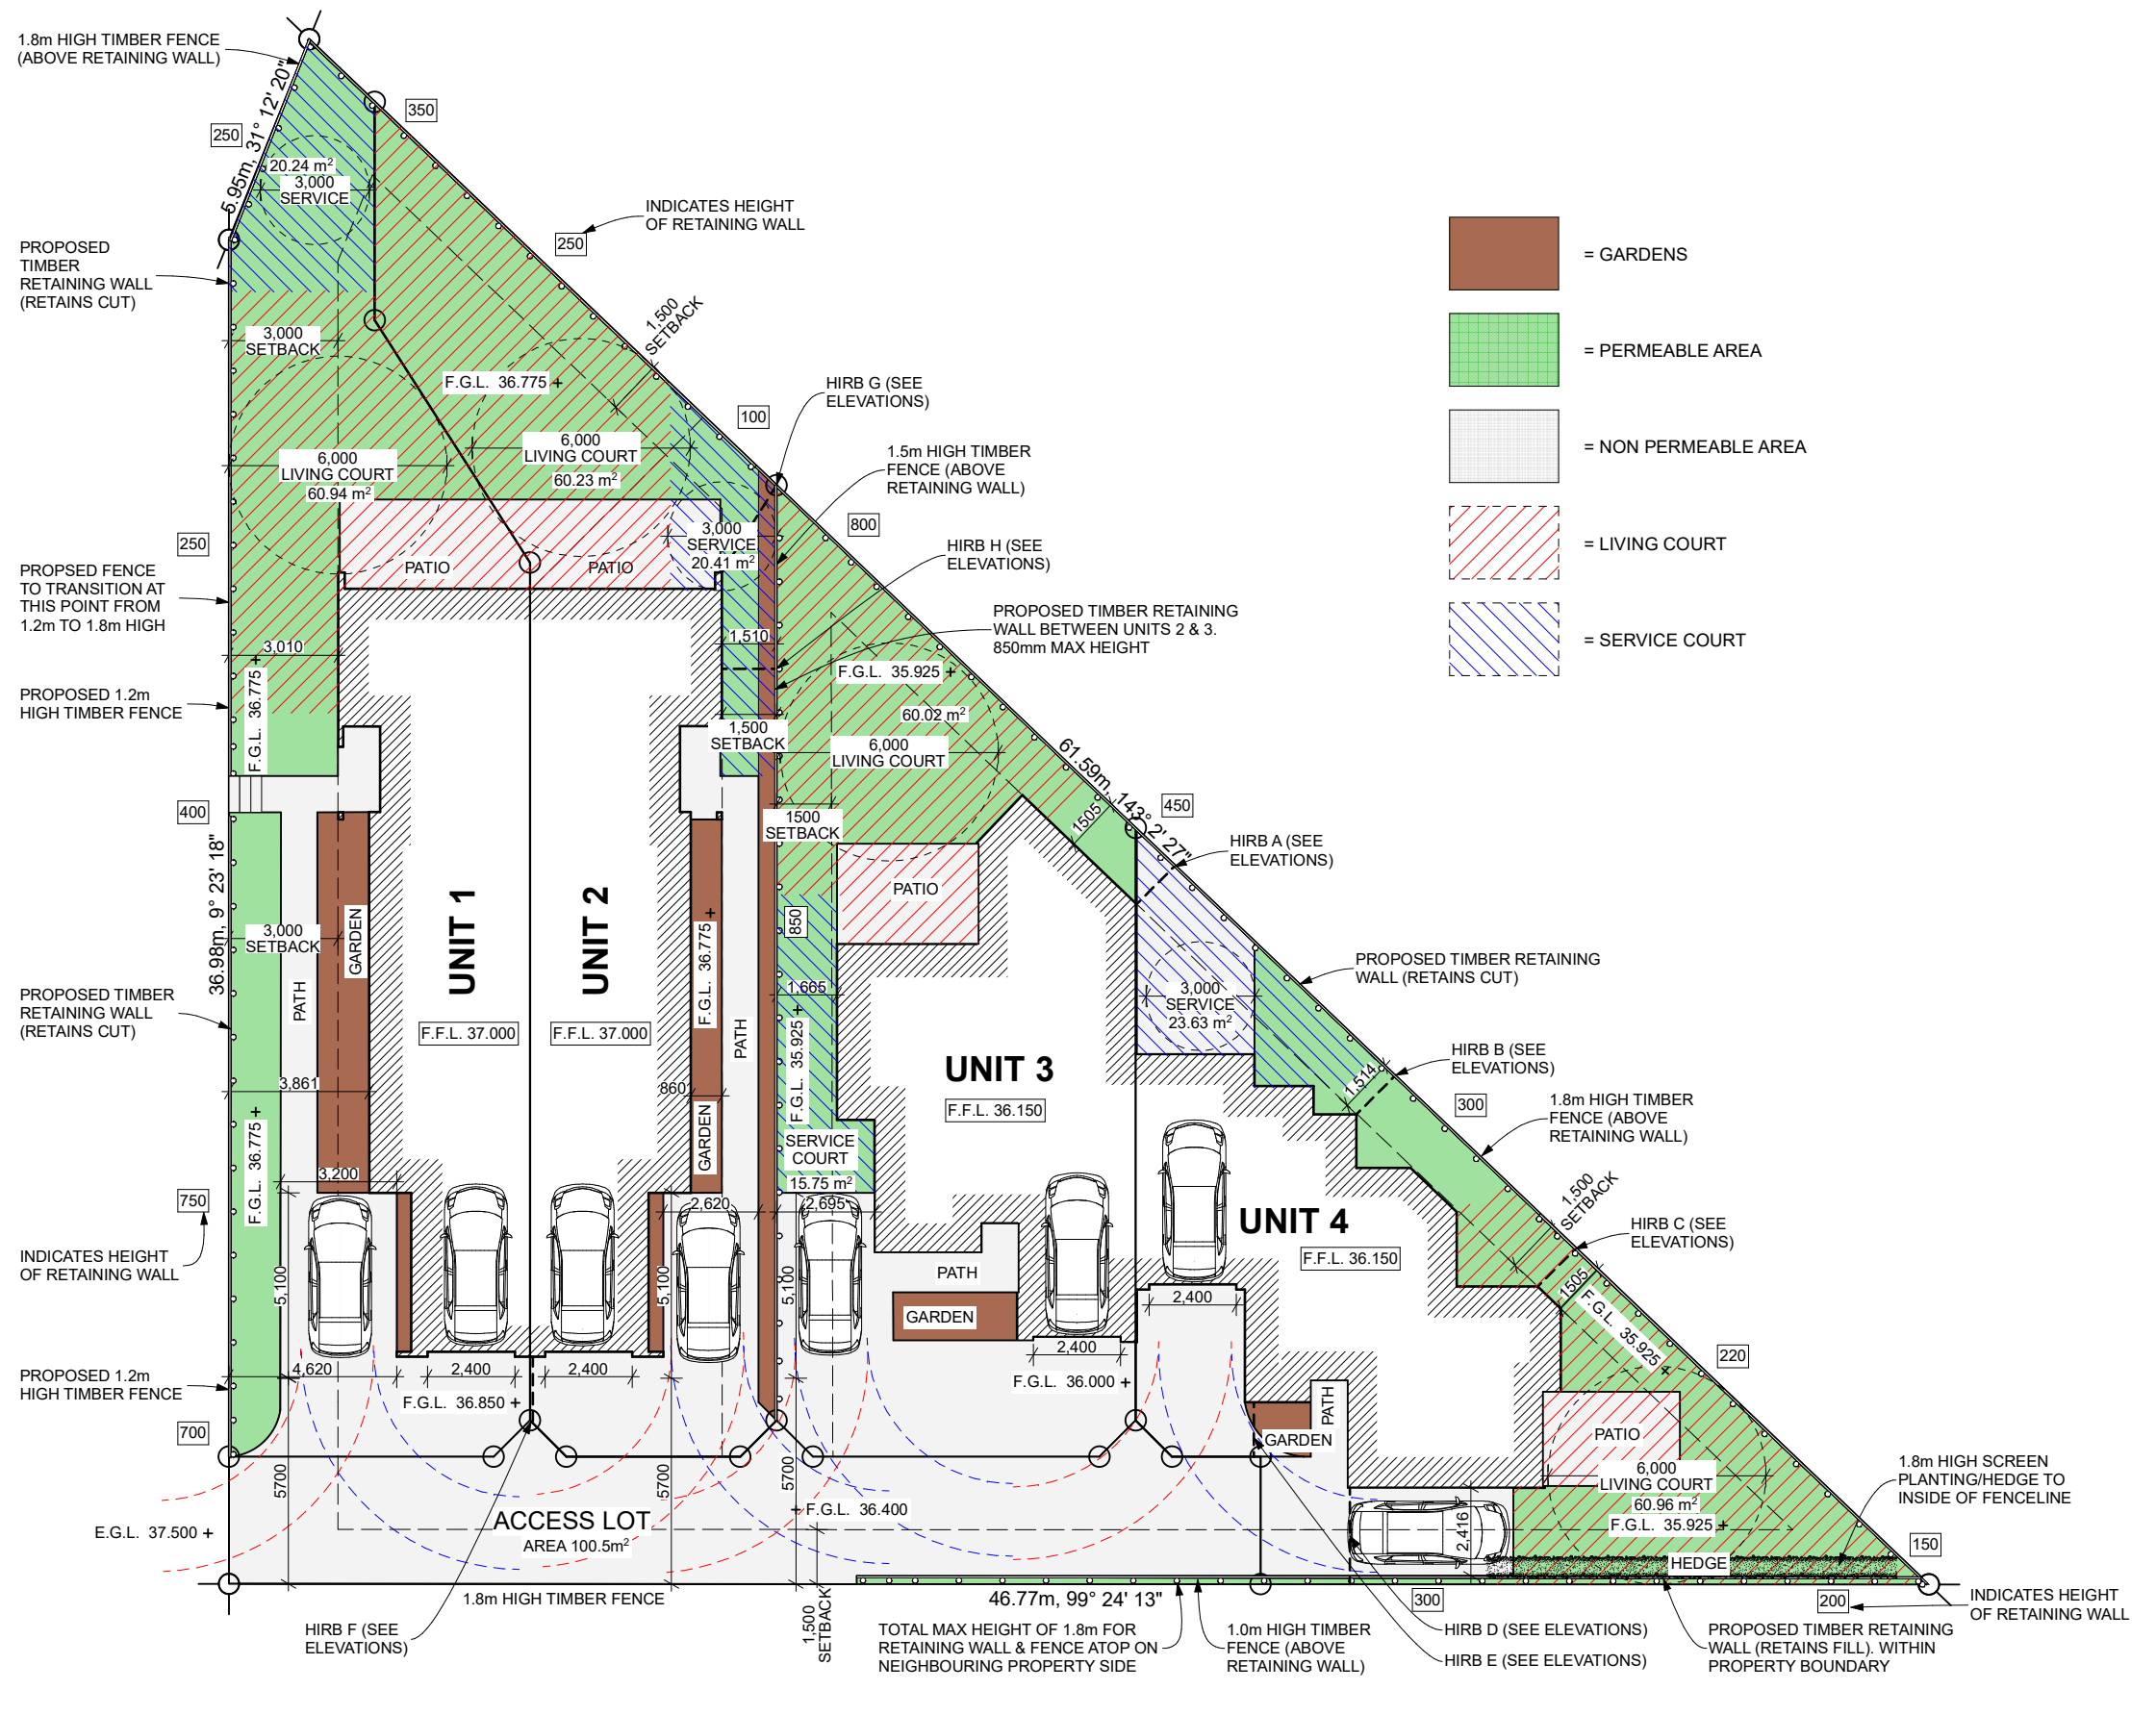 1.8m HIGH TIMBER FENCE
(ABOVE RETAINING WALL)
5.95m, 31° 12' 20"
250
350
20.24 m²
3,000
SERVICE
INDICATES HEIGHT
OF RETAINING WALL
250
PROPOSED
TIMBER
RETAINING WALL
(RETAINS CUT)
3,000
SETBACK
1,500
SETBACK
F.G.L. 36.775
HIRB G (SEE
ELEVATIONS)
100
6,000
LIVING COURT
60.94 m²
6,000
LIVING COURT
60.23 m²
1.5m HIGH TIMBER
FENCE (ABOVE
RETAINING WALL)
800
250
3,000
SERVICE
20.41 m²
HIRB H (SEE
ELEVATIONS)
PATIO
PATIO
PROPSED FENCE
TO TRANSITION AT
THIS POINT FROM
1.2m TO 1.8m HIGH
PROPOSED TIMBER RETAINING
WALL BETWEEN UNITS 2 & 3.
850mm MAX HEIGHT
3,010
1,510
F.G.L. 36.775
F.G.L. 35.925
60.02 m²
PROPOSED 1.2m
HIGH TIMBER FENCE
1,500
SETBACK
6,000
LIVING COURT
61.59m, 143° 2' 27"
400
1500
SETBACK
1505
450
HIRB A (SEE
ELEVATIONS)
36.98m, 9° 23' 18"
PATIO
3,000
SETBACK
GARDEN
UNIT 1
UNIT 2
F.G.L. 36.775
850
PROPOSED TIMBER RETAINING
WALL (RETAINS CUT)
PROPOSED TIMBER
RETAINING WALL
(RETAINS CUT)
PATH
F.F.L. 37.000
F.F.L. 37.000
PATH
1,665
F.G.L. 35.925
3,000
SERVICE
23.63 m²
UNIT 3
F.F.L. 36.150
HIRB B (SEE
ELEVATIONS)
1,514
300
1.8m HIGH TIMBER
FENCE (ABOVE
RETAINING WALL)
3,861
860
GARDEN
F.G.L. 36.775
SERVICE
COURT
15.75 m²
3,200
750
2,620
2,695
UNIT 4
F.F.L. 36.150
1,500
SETBACK
HIRB C (SEE
ELEVATIONS)
INDICATES HEIGHT
OF RETAINING WALL
5,100
5,100
5,100
PATH
GARDEN
2,400
1505
F.G.L. 35.925
220
PROPOSED 1.2m
HIGH TIMBER FENCE
4,620
2,400
2,400
2,400
F.G.L. 36.850
F.G.L. 36.000
PATH
GARDEN
PATIO
700
5700
5700
5700
6,000
LIVING COURT
60.96 m²
F.G.L. 35.925
1.8m HIGH SCREEN
PLANTING/HEDGE TO
INSIDE OF FENCELINE
E.G.L. 37.500
ACCESS LOT
AREA 100.5m²
F.G.L. 36.400
2,416
HEDGE
150
1.8m HIGH TIMBER FENCE
46.77m, 99° 24' 13"
300
200
INDICATES HEIGHT
OF RETAINING WALL
HIRB F (SEE
ELEVATIONS)
1,500
SETBACK
TOTAL MAX HEIGHT OF 1.8m FOR
RETAINING WALL & FENCE ATOP ON
NEIGHBOURING PROPERTY SIDE
1.0m HIGH TIMBER
FENCE (ABOVE
RETAINING WALL)
HIRB D (SEE ELEVATIONS)
HIRB E (SEE ELEVATIONS)
PROPOSED TIMBER RETAINING
WALL (RETAINS FILL). WITHIN
PROPERTY BOUNDARY
= GARDENS
= PERMEABLE AREA
= NON PERMEABLE AREA
= LIVING COURT
= SERVICE COURT